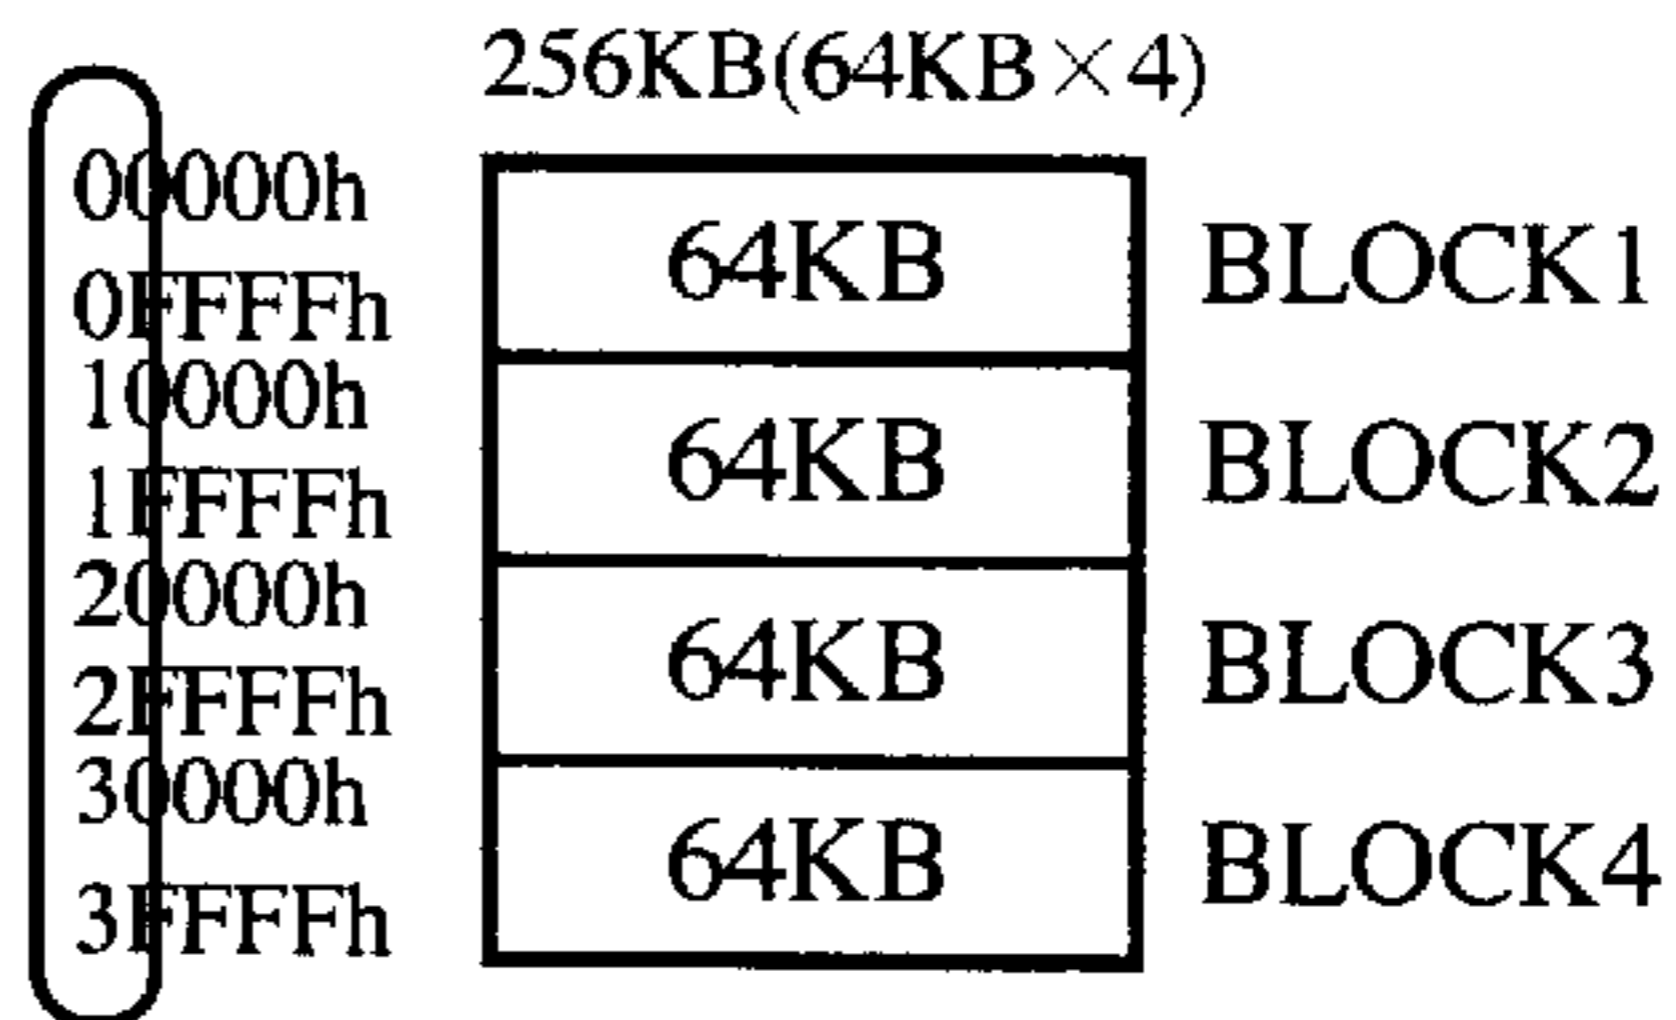 256KB(64KB×4)
00000h
64KB BLOCK1
0FFFFh
10000h
64KB BLOCK2
1FFFFh
20000h
64KB BLOCK3
2FFFFh
30000h
64KB BLOCK4
3FFFFh